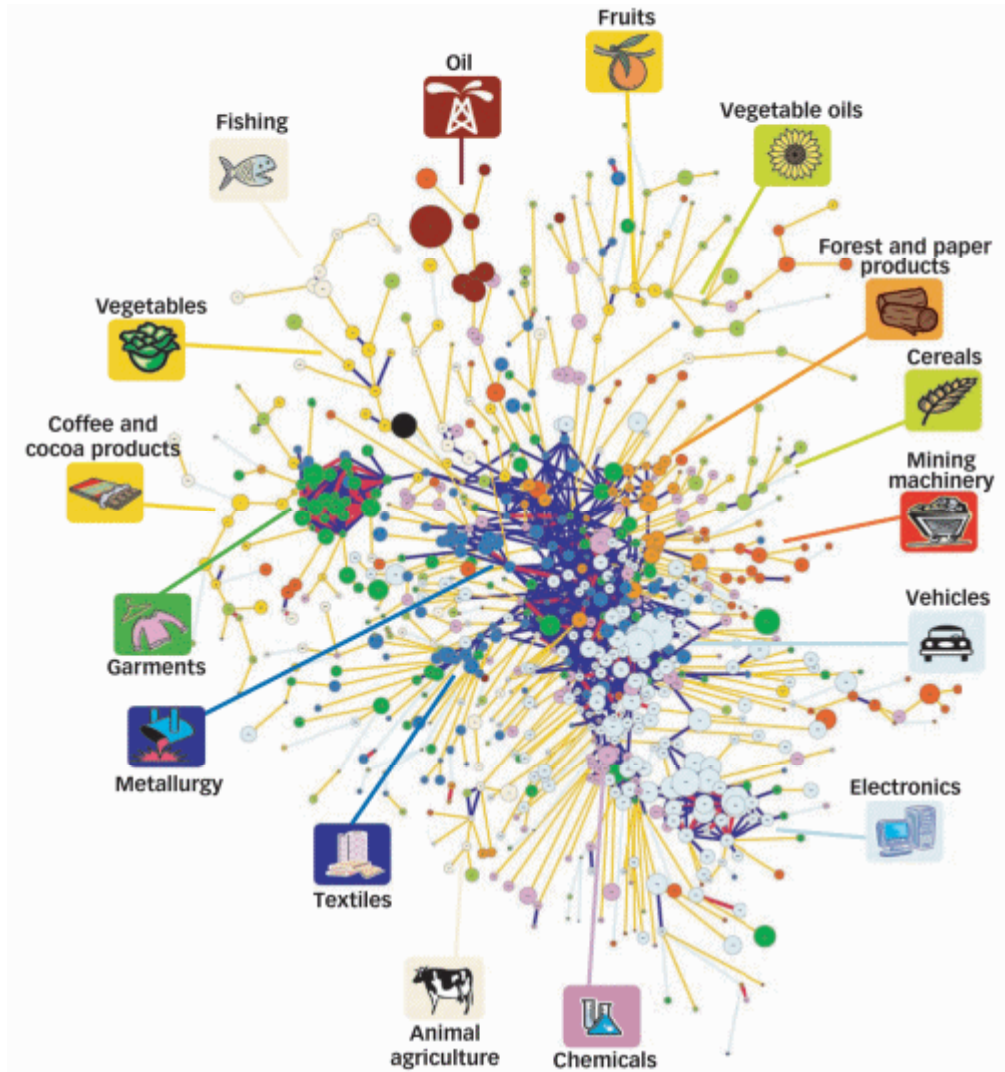 Fruits
Oil
Vegetable oils
Fishing
Forest and paper
products
Vegetables
Cereals
Coffee and
cocoa products
Mining
machinery
Vehicles
Garments
Metallurgy
Electronics
Textiles
Animal
agriculture
Chemicals